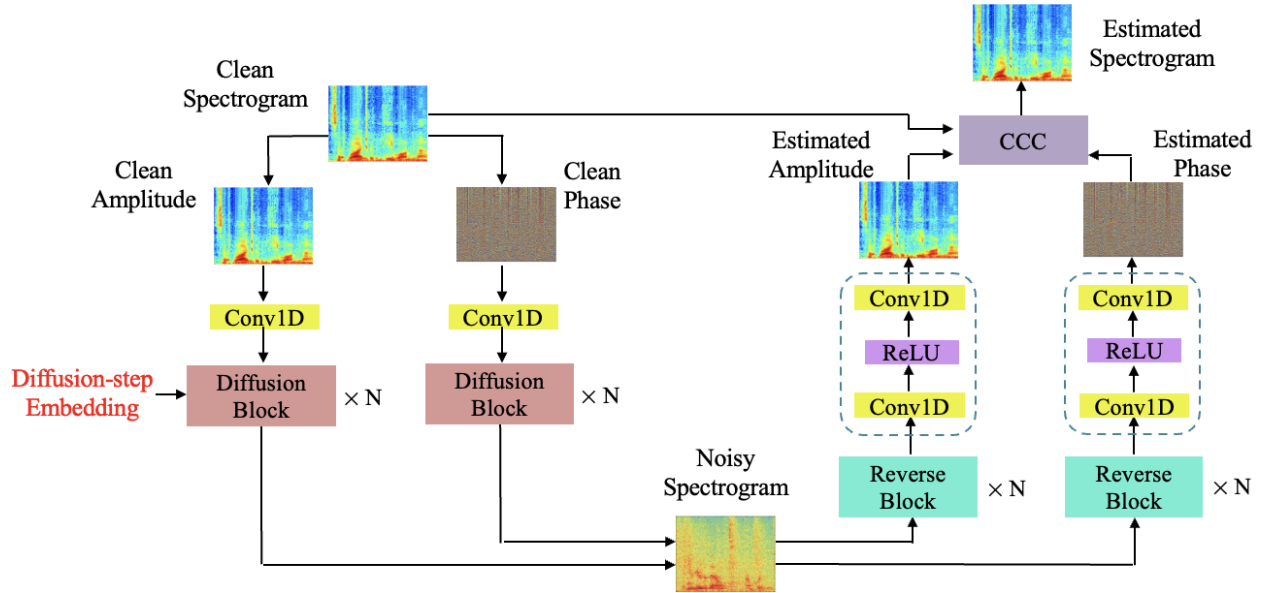 Estimated
Spectrogram
Clean
Spectrogram
CCC
Clean
Amplitude
Clean
Phase
Estimated
Amplitude
Estimated
Phase
Conv1D
Conv1D
Conv1D
Conv1D
ReLU
ReLU
Diffusion-step
Embedding
Diffusion
Block
× N
Diffusion
Block
× N
Conv1D
Conv1D
Noisy
Spectrogram
Reverse
Block
× N
Reverse
Block
× N